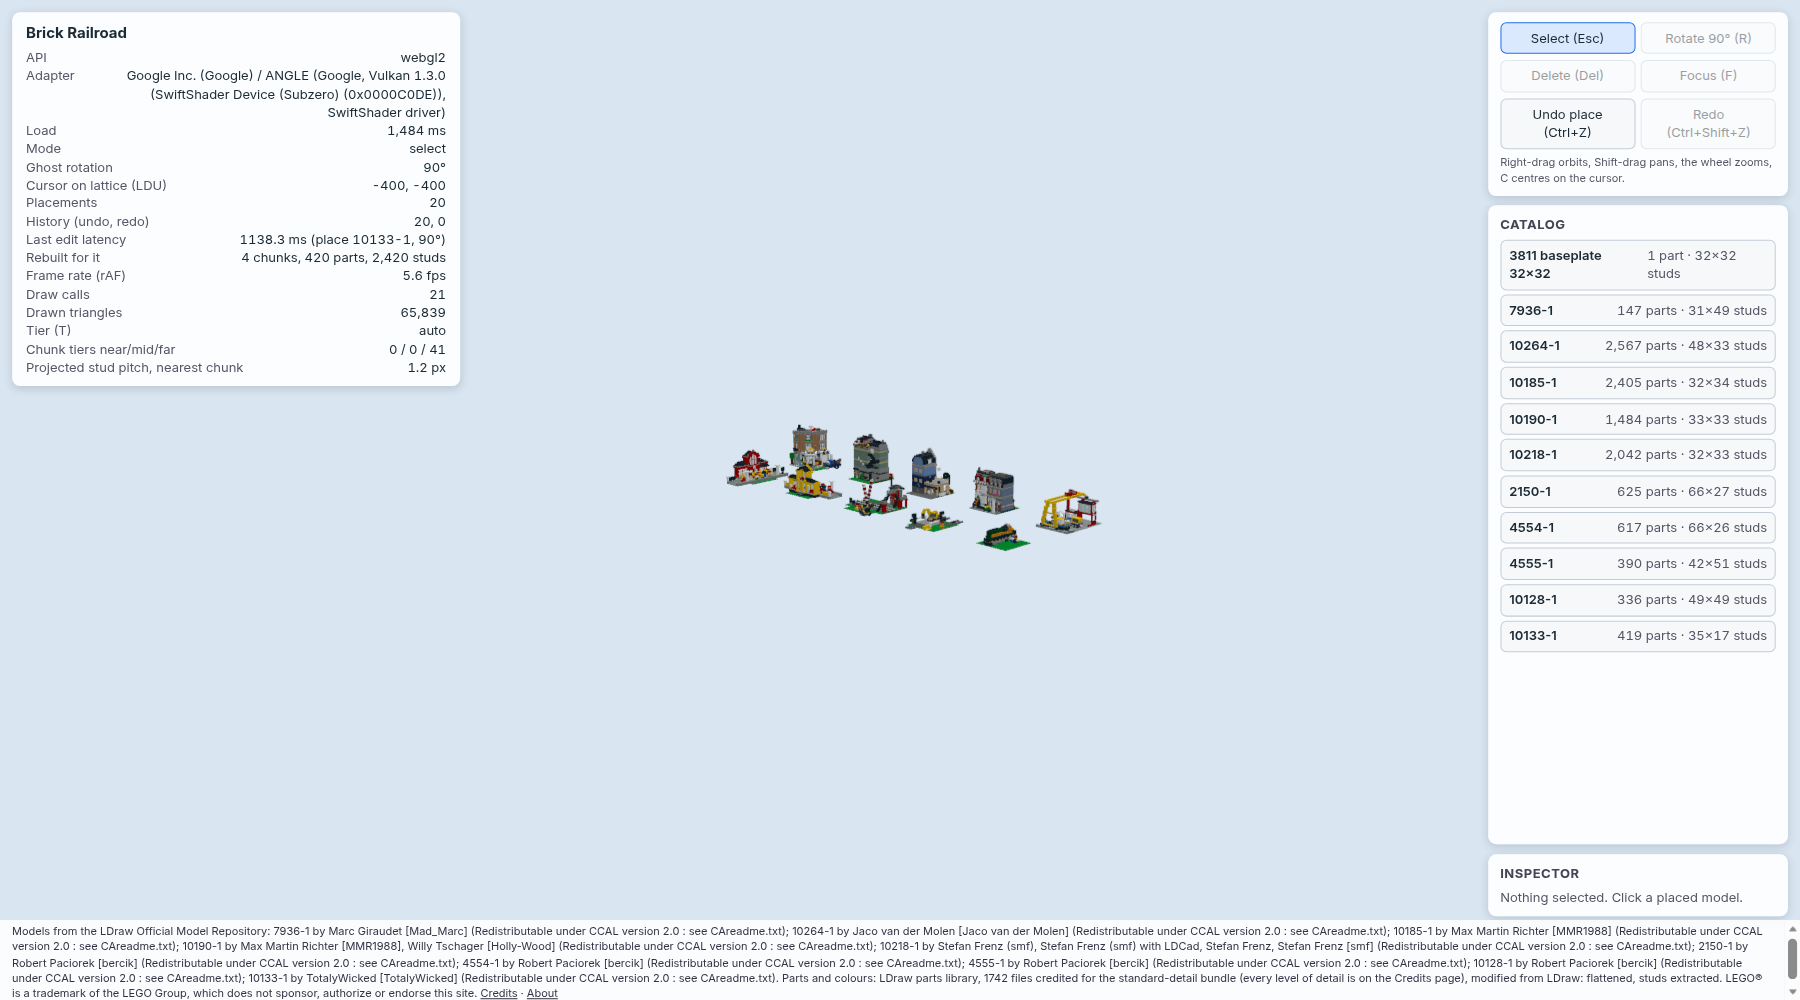 Brick Railroad
API webgl2
Adapter Google Inc. (Google) / ANGLE (Google, Vulkan 1.3.0
(SwiftShader Device (Subzero) (0x0000C0DE)),
SwiftShader driver)
Load 1,484 ms
Mode select
Ghost rotation 90°
Cursor on lattice (LDU) -400, -400
Placements 20
History (undo, redo) 20, 0
Last edit latency 1138.3 ms (place 10133-1, 90°)
Rebuilt for it 4 chunks, 420 parts, 2,420 studs
Frame rate (rAF) 5.6 fps
Draw calls 21
Drawn triangles 65,839
Tier (T) auto
Chunk tiers near/mid/far 0 / 0 / 41
Projected stud pitch, nearest chunk 1.2 px
Select (Esc) Rotate 90° (R)
Delete (Del) Focus (F)
Undo place Redo
(Ctrl+Z) (Ctrl+Shift+Z)
Right-drag orbits, Shift-drag pans, the wheel zooms,
C centres on the cursor.
CATALOG
3811 baseplate 1 part · 32×32
32×32 studs
7936-1 147 parts · 31×49 studs
10264-1 2,567 parts · 48×33 studs
10185-1 2,405 parts · 32×34 studs
10190-1 1,484 parts · 33×33 studs
10218-1 2,042 parts · 32×33 studs
2150-1 625 parts · 66×27 studs
4554-1 617 parts · 66×26 studs
4555-1 390 parts · 42×51 studs
10128-1 336 parts · 49×49 studs
10133-1 419 parts · 35×17 studs
INSPECTOR
Nothing selected. Click a placed model.
Models from the LDraw Official Model Repository: 7936-1 by Marc Giraudet [Mad_Marc] (Redistributable under CCAL version 2.0 : see CAreadme.txt); 10264-1 by Jaco van der Molen [Jaco van der Molen] (Redistributable under CCAL version 2.0 : see CAreadme.txt); 10185-1 by Max Martin Richter [MMR1988] (Redistributable under CCAL
version 2.0 : see CAreadme.txt); 10190-1 by Max Martin Richter [MMR1988], Willy Tschager [Holly-Wood] (Redistributable under CCAL version 2.0 : see CAreadme.txt); 10218-1 by Stefan Frenz (smf), Stefan Frenz (smf) with LDCad, Stefan Frenz, Stefan Frenz [smf] (Redistributable under CCAL version 2.0 : see CAreadme.txt); 2150-1 by
Robert Paciorek [bercik] (Redistributable under CCAL version 2.0 : see CAreadme.txt); 4554-1 by Robert Paciorek [bercik] (Redistributable under CCAL version 2.0 : see CAreadme.txt); 4555-1 by Robert Paciorek [bercik] (Redistributable under CCAL version 2.0 : see CAreadme.txt); 10128-1 by Robert Paciorek [bercik] (Redistributable
under CCAL version 2.0 : see CAreadme.txt); 10133-1 by TotalyWicked [TotalyWicked] (Redistributable under CCAL version 2.0 : see CAreadme.txt). Parts and colours: LDraw parts library, 1742 files credited for the standard-detail bundle (every level of detail is on the Credits page), modified from LDraw: flattened, studs extracted. LEGO®
is a trademark of the LEGO Group, which does not sponsor, authorize or endorse this site. Credits · About